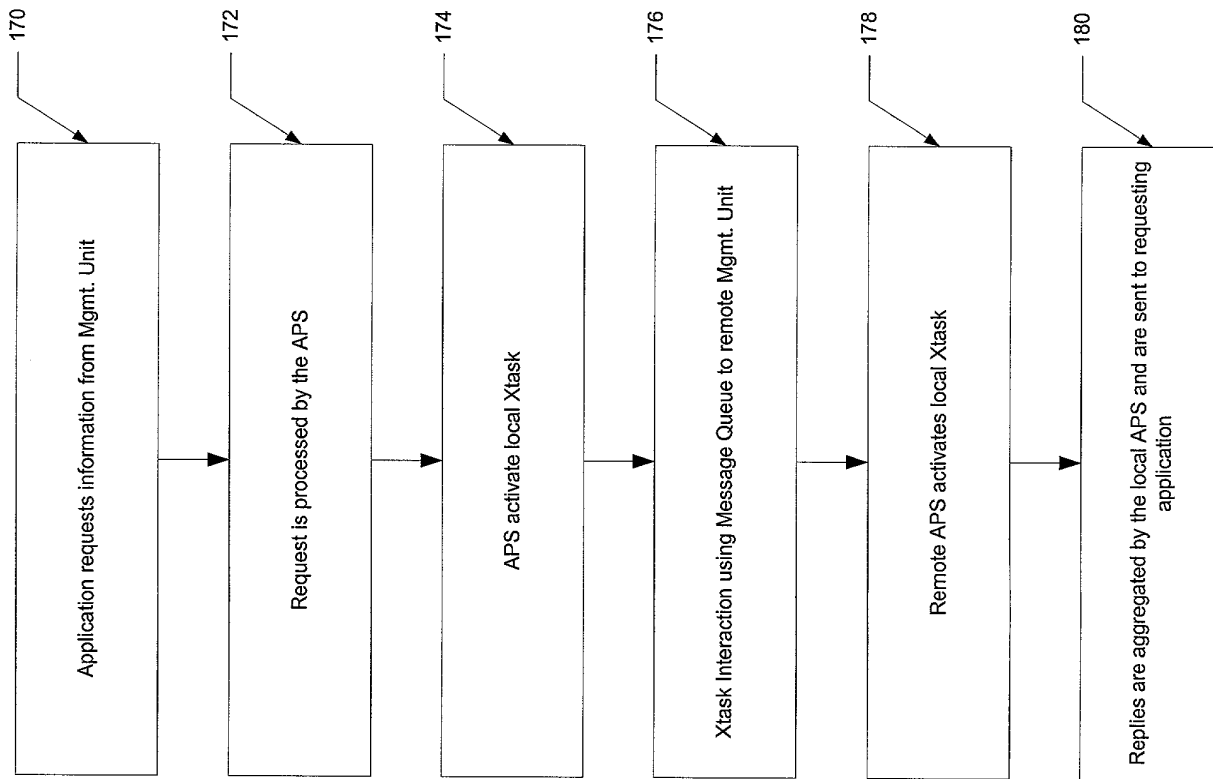 170
Application requests information from Mgmt. Unit
172
Request is processed by the APS
174
APS activate local Xtask
176
Xtask Interaction using Message Queue to remote Mgmt. Unit
178
Remote APS activates local Xtask
180
Replies are aggregated by the local APS and are sent to requesting
application